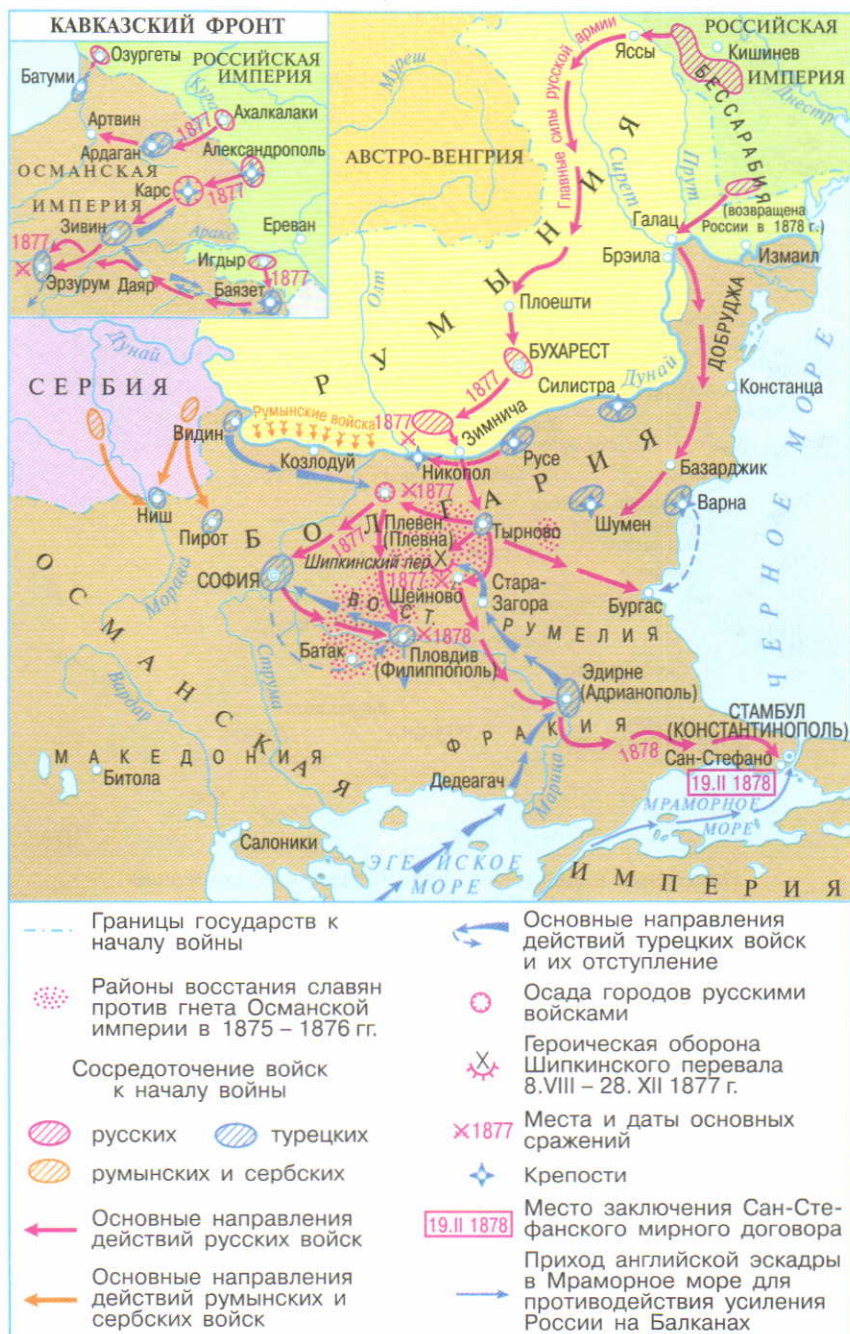 КАВКАЗСКИЙ ФРОНТ
Озургеты
РОССИЙСКАЯ
ИМПЕРИЯ
Батуми
Кура
Артвин
1877
Ахалкалаки
Ардаган
Александрополь
ОСМАНСКАЯ
ИМПЕРИЯ
Карс
1877
Зивин
Аракс
Ереван
1877
Игдыр
1877
Эрзурум
Даяр
Баязет
РОССИЙСКАЯ
ИМПЕРИЯ
Яссы
Кишинев
БЕССАРАБИЯ
Днестр
Муреш
Главные силы русской армии
АВСТРО-ВЕНГРИЯ
Сирет
Прут
Галац
(возвращена
России в 1878 г.)
Брэила
Измаил
РУМЫНИЯ
Олт
Плоешти
ДОБРУДЖА
Дунай
БУХАРЕСТ
СЕРБИЯ
1877
Силистра
Дунай
Констанца
Румынские войска
1877
Видин
Зимнича
Козлодуй
Никопол
Русе
Базарджик
БОЛГАРИЯ
1877
Ниш
Пирот
Плевен
(Плевна)
Тырново
Шумен
Варна
1877
Шипкинский пер.
СОФИЯ
1877
Шейново
Морава
ВОСТ.
РУМЕЛИЯ
Стара-
Загора
Бургас
ЧЕРНОЕ МОРЕ
1878
Батак
Пловдив
(Филиппополь)
Струма
Вардар
Эдирне
(Адрианополь)
ОСМАНСКАЯ
СТАМБУЛ
(КОНСТАНТИНОПОЛЬ)
ФРАКИЯ
1878
Сан-Стефано
МАКЕДОНИЯ
Битола
Дедеагач
Марица
19.II 1878
МРАМОРНОЕ
МОРЕ
Салоники
ЭГЕЙСКОЕ
МОРЕ
ИМПЕРИЯ
Границы государств к
началу войны
Районы восстания славян
против гнета Османской
империи в 1875 – 1876 гг.
Сосредоточение войск
к началу войны
русских
турецких
румынских и сербских
Основные направления
действий русских войск
Основные направления
действий румынских и
сербских войск
Основные направления
действий турецких войск
и их отступление
Осада городов русскими
войсками
Героическая оборона
Шипкинского перевала
8.VIII – 28. XII 1877 г.
1877
Места и даты основных
сражений
Крепости
19.II 1878
Место заключения Сан-Сте-
фанского мирного договора
Приход английской эскадры
в Мраморное море для
противодействия усиления
России на Балканах